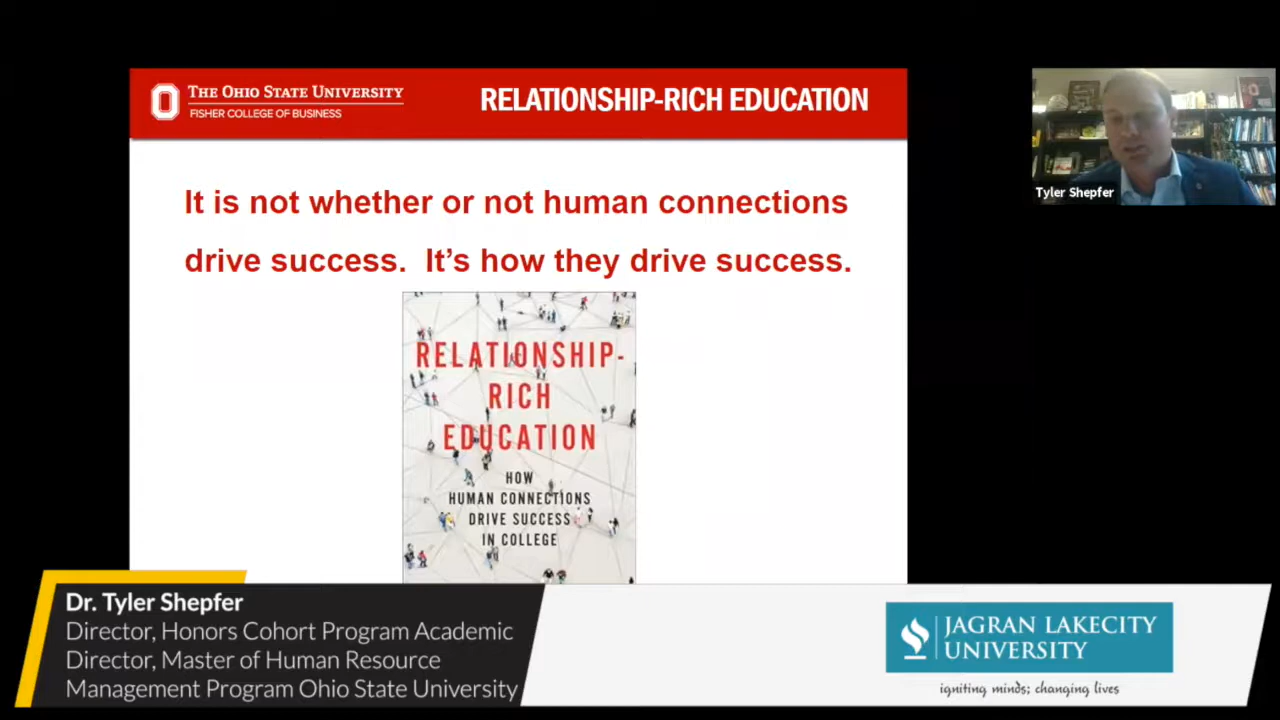 THE OHIO STATE UNIVERSITY
FISHER COLLEGE OF BUSINESS
RELATIONSHIP-RICH EDUCATION
Tyler Shepfer
It is not whether or not human connections
drive success.  It's how they drive success.
RELATIONSHIP-
RICH
EDUCATION
HOW
HUMAN CONNECTIONS
DRIVE SUCCESS
IN COLLEGE
Dr. Tyler Shepfer
Director, Honors Cohort Program Academic
Director, Master of Human Resource
Management Program Ohio State University
JAGRAN LAKECITY
UNIVERSITY
igniting minds; changing lives